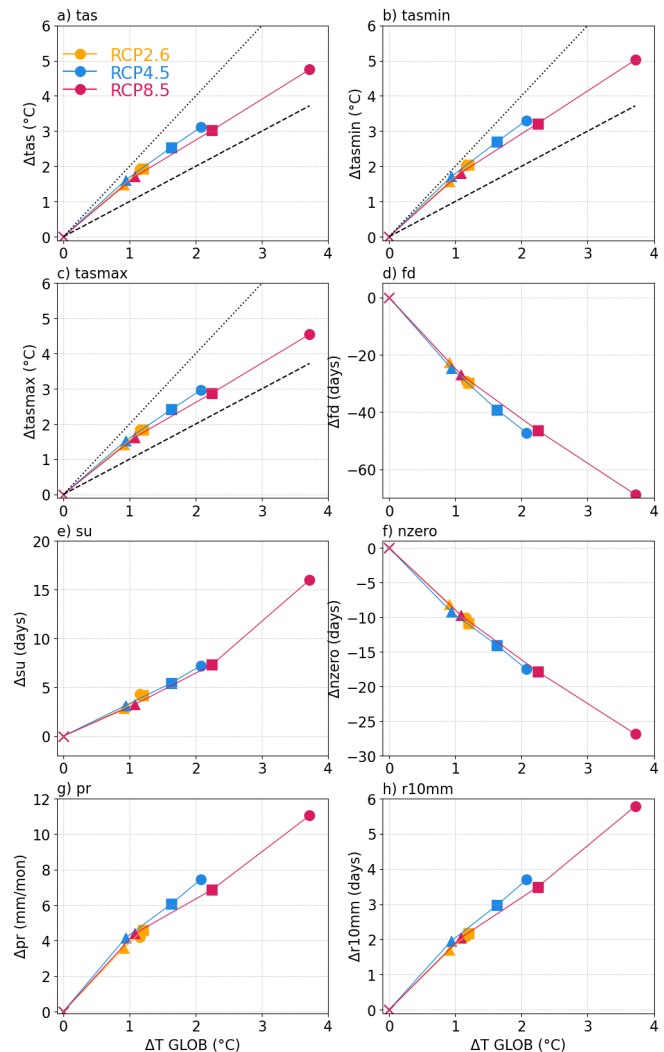 a) tas
6
5
4
3
2
1
0
Δtas (°C)
RCP2.6
RCP4.5
RCP8.5
0 1 2 3 4
b) tasmin
6
5
4
3
2
1
0
Δtasmin (°C)
0 1 2 3 4
c) tasmax
6
5
4
3
2
1
0
Δtasmax (°C)
0 1 2 3 4
d) fd
0
−20
−40
−60
Δfd (days)
0 1 2 3 4
e) su
20
15
10
5
0
Δsu (days)
0 1 2 3 4
f) nzero
0
−5
−10
−15
−20
−25
−30
Δnzero (days)
0 1 2 3 4
g) pr
12
10
8
6
4
2
0
Δpr (mm/mon)
0 1 2 3 4
ΔT GLOB (°C)
h) r10mm
6
5
4
3
2
1
0
Δr10mm (days)
0 1 2 3 4
ΔT GLOB (°C)